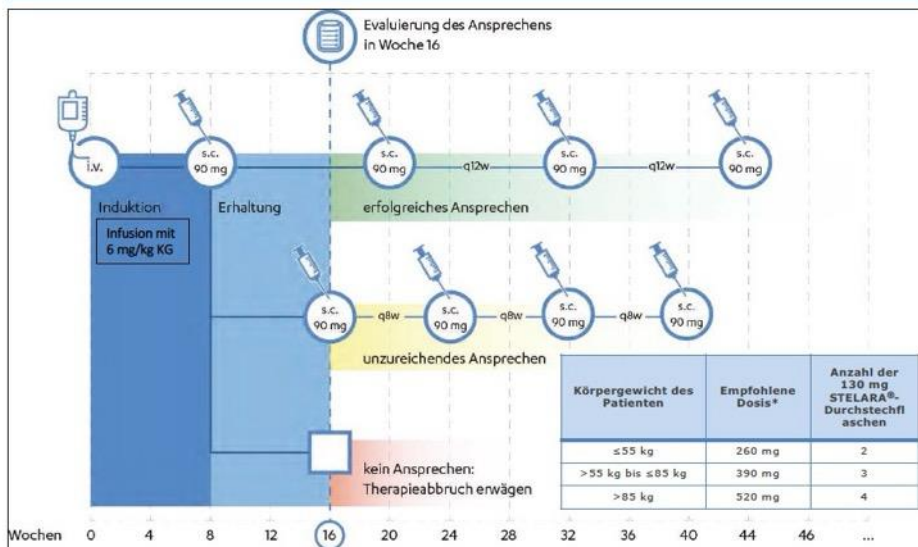 Evaluierung des Ansprechens
in Woche 16
i.v.
s.c.
90 mg
s.c.
90 mg
q12w
s.c.
90 mg
q12w
s.c.
90 mg
Induktion
Erhaltung
erfolgreiches Ansprechen
Infusion mit
6 mg/kg KG
s.c.
90 mg
q8w
s.c.
90 mg
q8w
s.c.
90 mg
q8w
s.c.
90 mg
unzureichendes Ansprechen
Körpergewicht des
Patienten
Empfohlene
Dosis*
Anzahl der
130 mg
STELARA®-
Durchstechfl
aschen
≤55 kg 260 mg 2
>55 kg bis ≤85 kg 390 mg 3
>85 kg 520 mg 4
kein Ansprechen:
Therapieabbruch erwägen
Wochen 0 4 8 12 16 20 24 28 32 36 40 44 46 ...